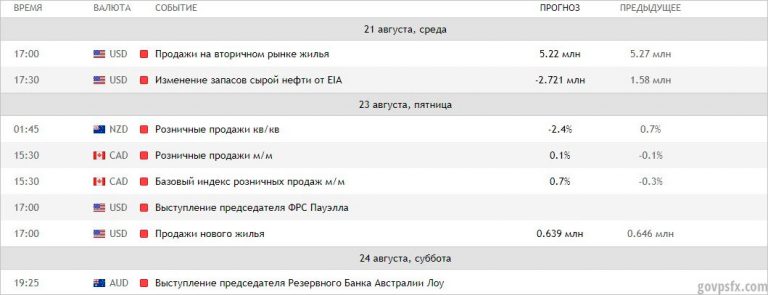 ВРЕМЯ ВАЛЮТА СОБЫТИЕ ПРОГНОЗ ПРЕДЫДУЩЕЕ
21 августа, среда
17:00 USD Продажи на вторичном рынке жилья 5.22 млн 5.27 млн
17:30 USD Изменение запасов сырой нефти от EIA -2.721 млн 1.58 млн
23 августа, пятница
01:45 NZD Розничные продажи кв/кв -2.4% 0.7%
15:30 CAD Розничные продажи м/м 0.1% -0.1%
15:30 CAD Базовый индекс розничных продаж м/м 0.7% -0.3%
17:00 USD Выступление председателя ФРС Пауэлла
17:00 USD Продажи нового жилья 0.639 млн 0.646 млн
24 августа, суббота
19:25 AUD Выступление председателя Резервного Банка Австралии Лоу
govpsfx.com